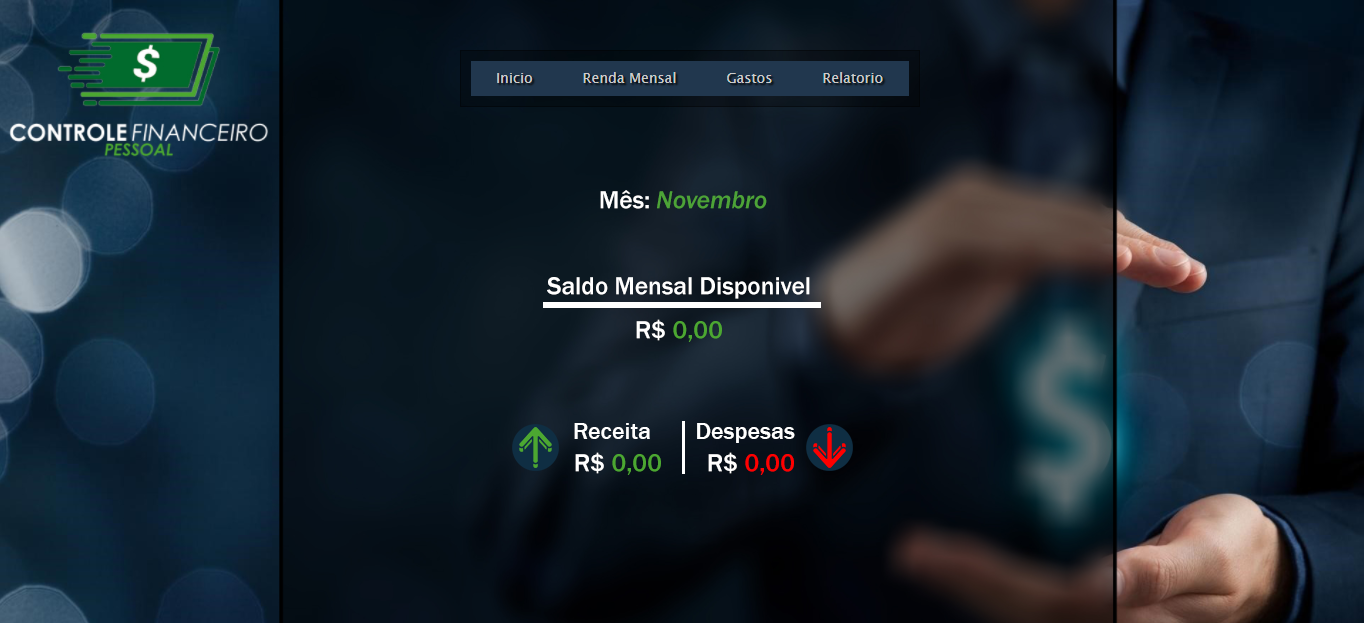 $
CONTROLE FINANCEIRO
PESSOAL
Inicio Renda Mensal Gastos Relatorio
Mês: Novembro
Saldo Mensal Disponivel
R$ 0,00
Receita Despesas
R$ 0,00 R$ 0,00
$